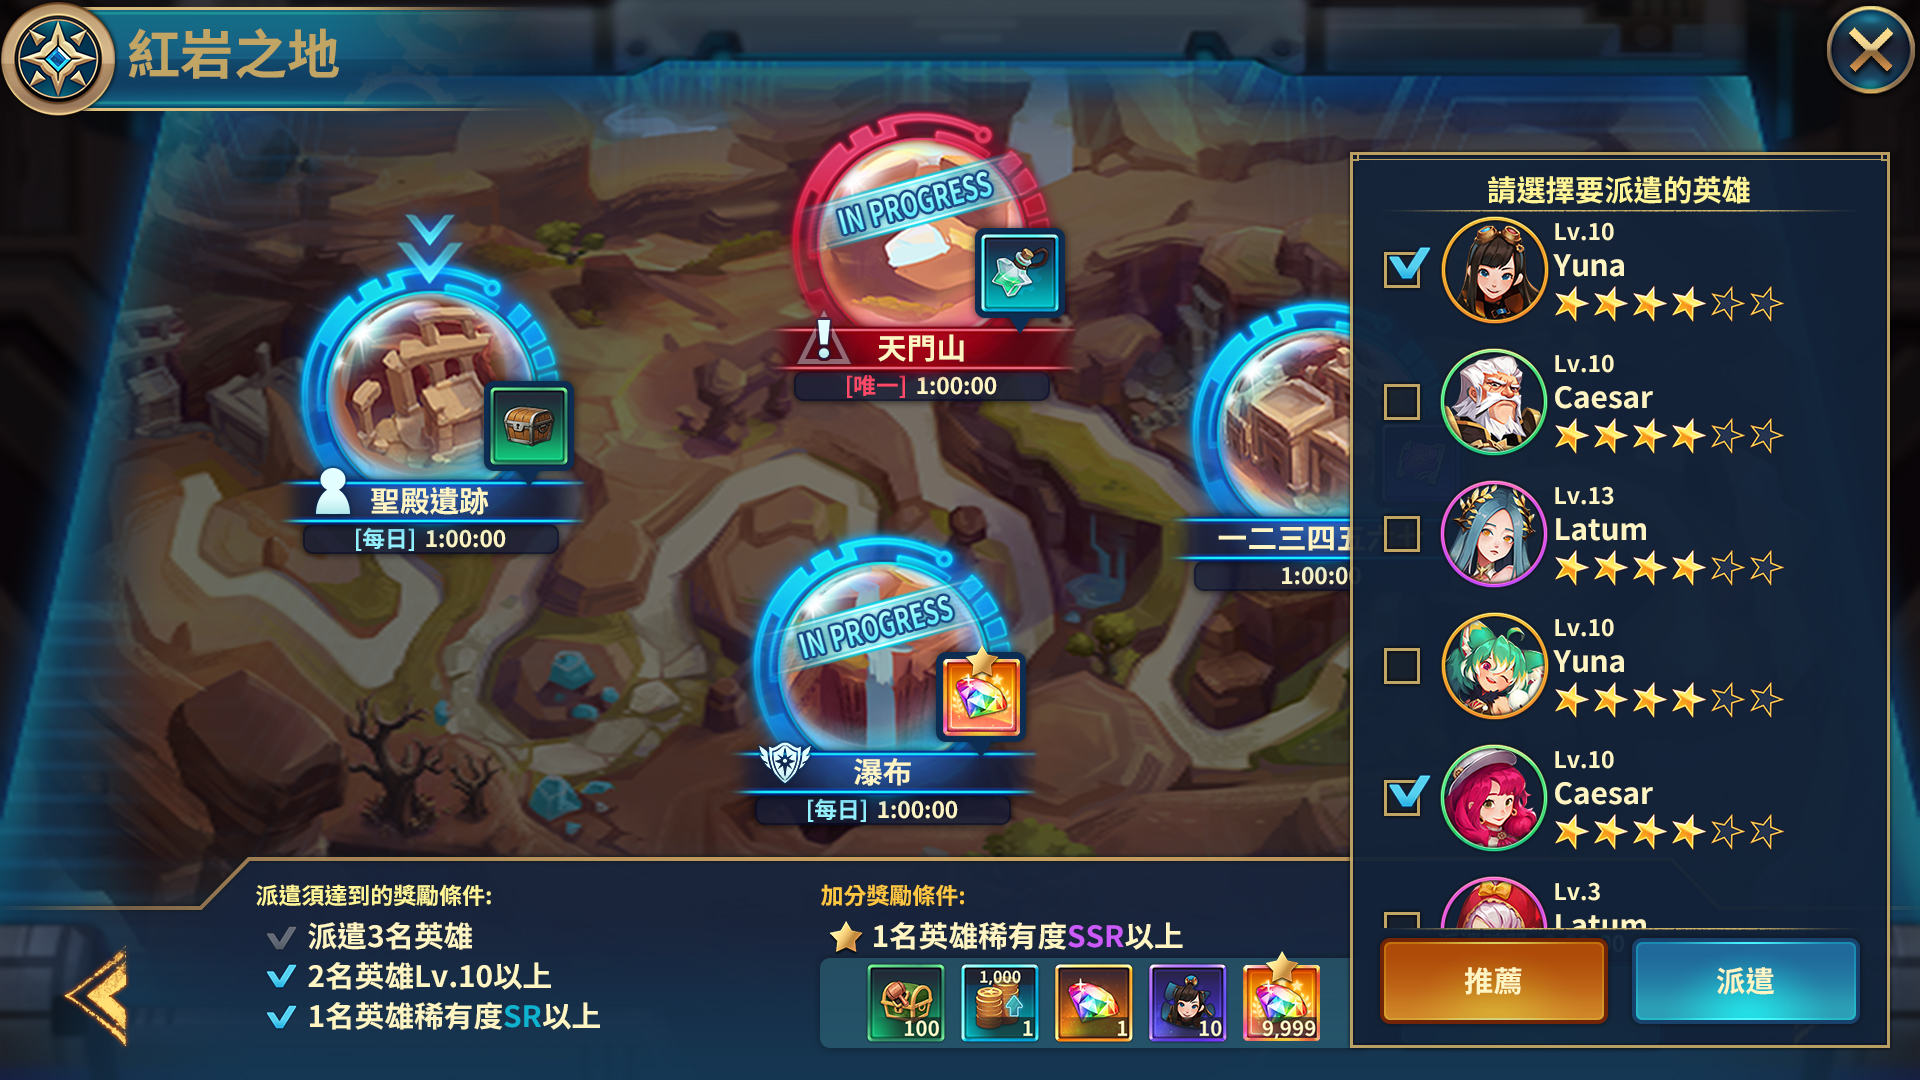 紅岩之地
IN PROGRESS
天門山
[唯一] 1:00:00
聖殿遺跡
[每日] 1:00:00
一二三四五六七
1:00:00
IN PROGRESS
瀑布
[每日] 1:00:00
派遣須達到的獎勵條件:
派遣3名英雄
2名英雄Lv.10以上
1名英雄稀有度SR以上
加分獎勵條件:
1名英雄稀有度SSR以上
100
1,000
1
1
10
9,999
請選擇要派遣的英雄
Lv.10
Yuna
Lv.10
Caesar
Lv.13
Latum
Lv.10
Yuna
Lv.10
Caesar
Lv.3
Latum
推薦
派遣